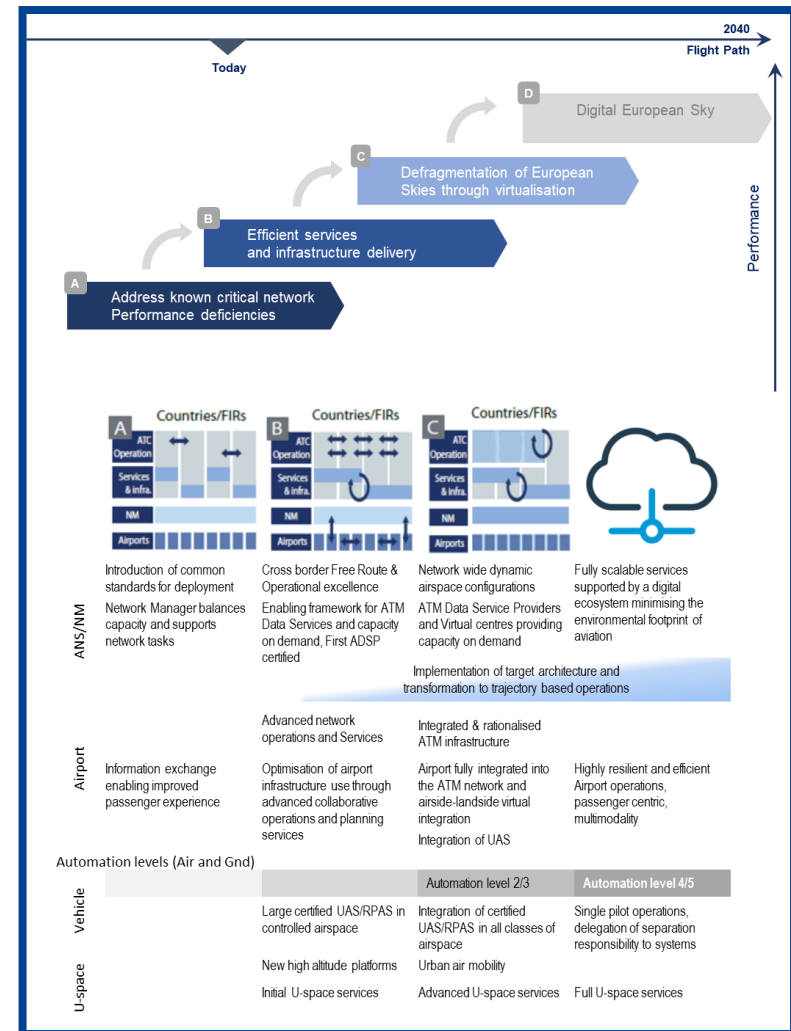 2040
Flight Path
Today
D
Digital European Sky
C
Defragmentation of European
Skies through virtualisation
B
Efficient services
and infrastructure delivery
A
Address known critical network
Performance deficiencies
Performance
A
Countries/FIRs
ATC
Operation
Services
& infra.
NM
Airports
B
Countries/FIRs
ATC
Operation
Services
& infra.
NM
Airports
C
Countries/FIRs
ATC
Operation
Services
& infra.
NM
Airports
ANS/NM
Introduction of common
standards for deployment
Network Manager balances
capacity and supports
network tasks
Cross border Free Route &
Operational excellence
Enabling framework for ATM
Data Services and capacity
on demand, First ADSP
certified
Network wide dynamic
airspace configurations
ATM Data Service Providers
and Virtual centres providing
capacity on demand
Fully scalable services
supported by a digital
ecosystem minimising the
environmental footprint of
aviation
Implementation of target architecture and
transformation to trajectory based operations
Advanced network
operations and Services
Integrated & rationalised
ATM infrastructure
Airport
Information exchange
enabling improved
passenger experience
Optimisation of airport
infrastructure use through
advanced collaborative
operations and planning
services
Airport fully integrated into
the ATM network and
airside-landside virtual
integration
Integration of UAS
Highly resilient and efficient
Airport operations,
passenger centric,
multimodality
Automation levels (Air and Gnd)
Automation level 2/3
Automation level 4/5
Vehicle
Large certified UAS/RPAS in
controlled airspace
Integration of certified
UAS/RPAS in all classes of
airspace
Single pilot operations,
delegation of separation
responsibility to systems
U-space
New high altitude platforms
Urban air mobility
Initial U-space services
Advanced U-space services
Full U-space services